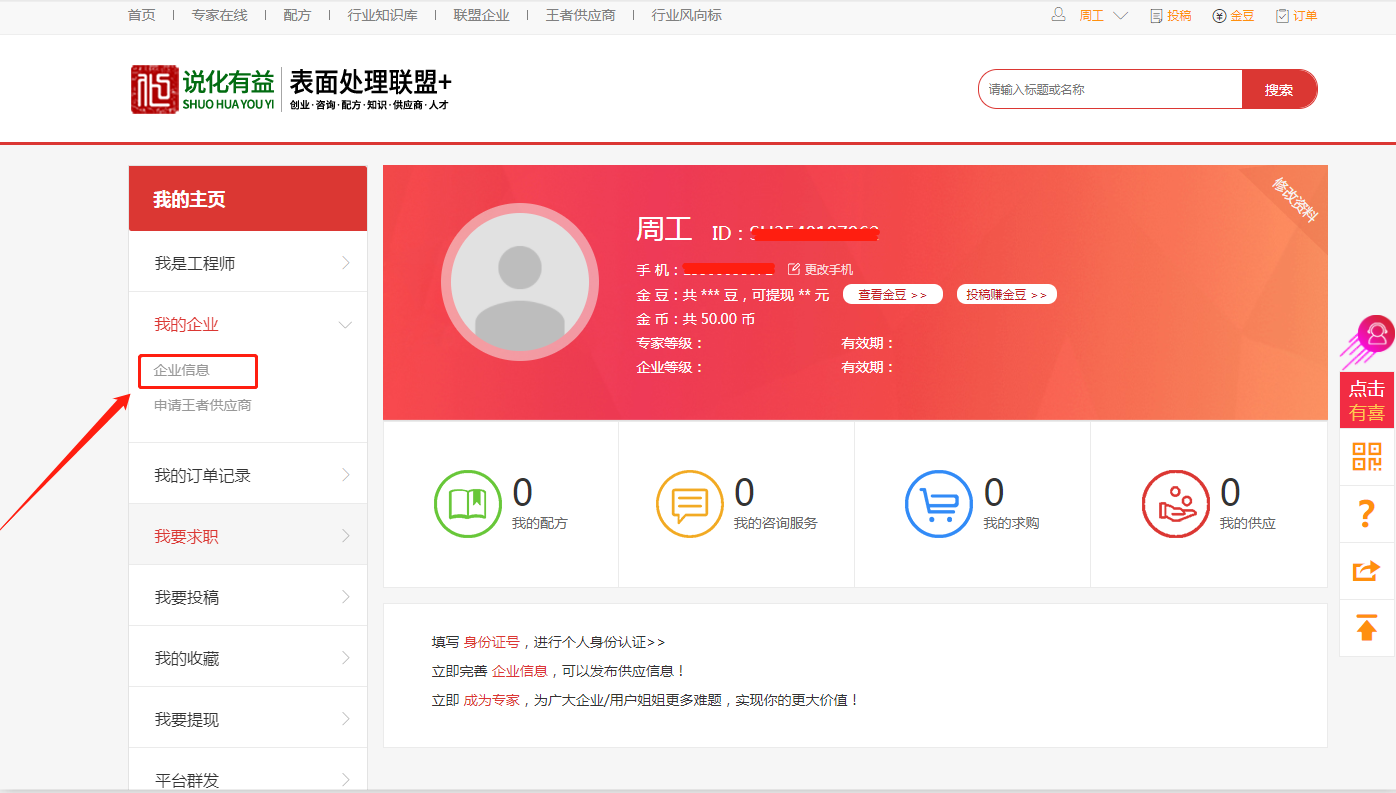 首页 | 专家在线 | 配方 | 行业知识库 | 联盟企业 | 王者供应商 | 行业风向标
周工 投稿 金豆 订单
说化有益
SHUO HUA YOU YI
表面处理联盟+
创业·咨询·配方·知识·供应商·人才
请输入标题或名称
搜索
我的主页
我是工程师
我的企业
企业信息
申请王者供应商
我的订单记录
我要求职
我要投稿
我的收藏
我要提现
平台群发
修改资料
周工 ID：
手 机： 更改手机
金 豆：共 *** 豆，可提现 ** 元 查看金豆 >> 投稿赚金豆 >>
金 币：共 50.00 币
专家等级： 有效期：
企业等级： 有效期：
0
我的配方
0
我的咨询服务
0
我的求购
0
我的供应
填写 身份证号，进行个人身份认证>>
立即完善 企业信息，可以发布供应信息！
立即 成为专家，为广大企业/用户姐姐更多难题，实现你的更大价值！
点击
有喜